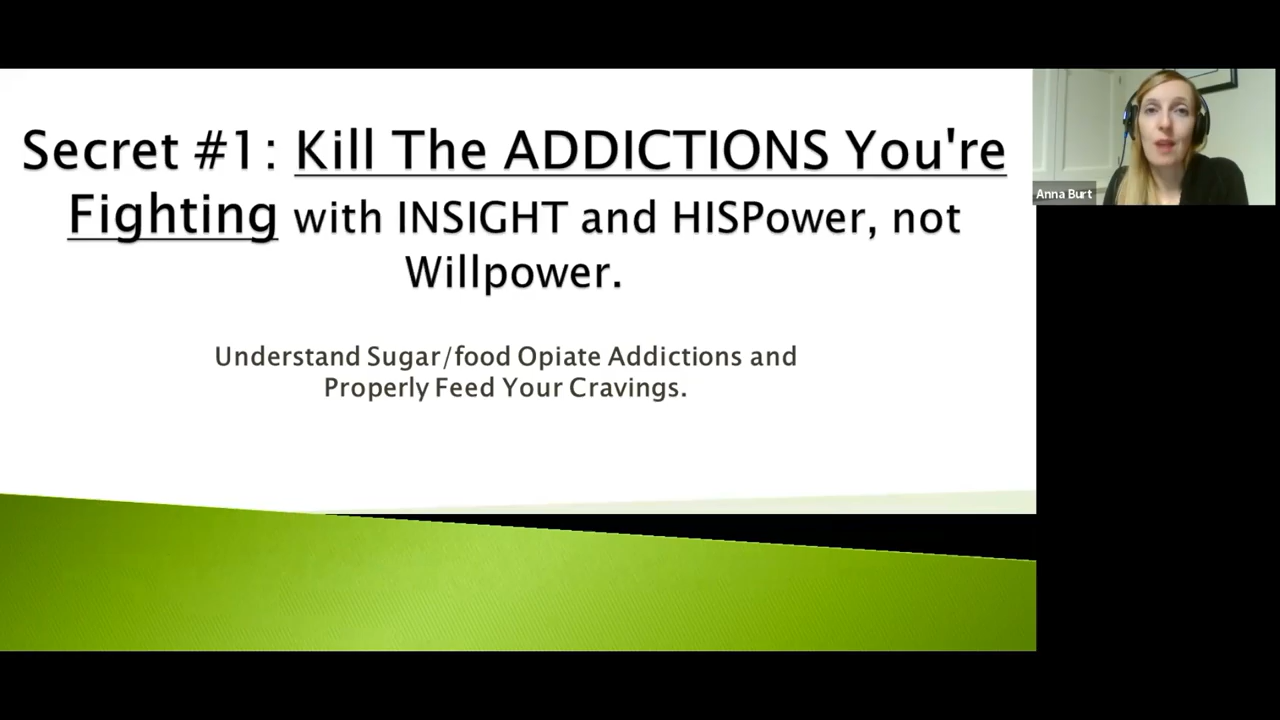 Secret #1: Kill The ADDICTIONS You're
Fighting with INSIGHT and HISPower, not
Willpower.
Understand Sugar/food Opiate Addictions and
Properly Feed Your Cravings.
Anna Burt